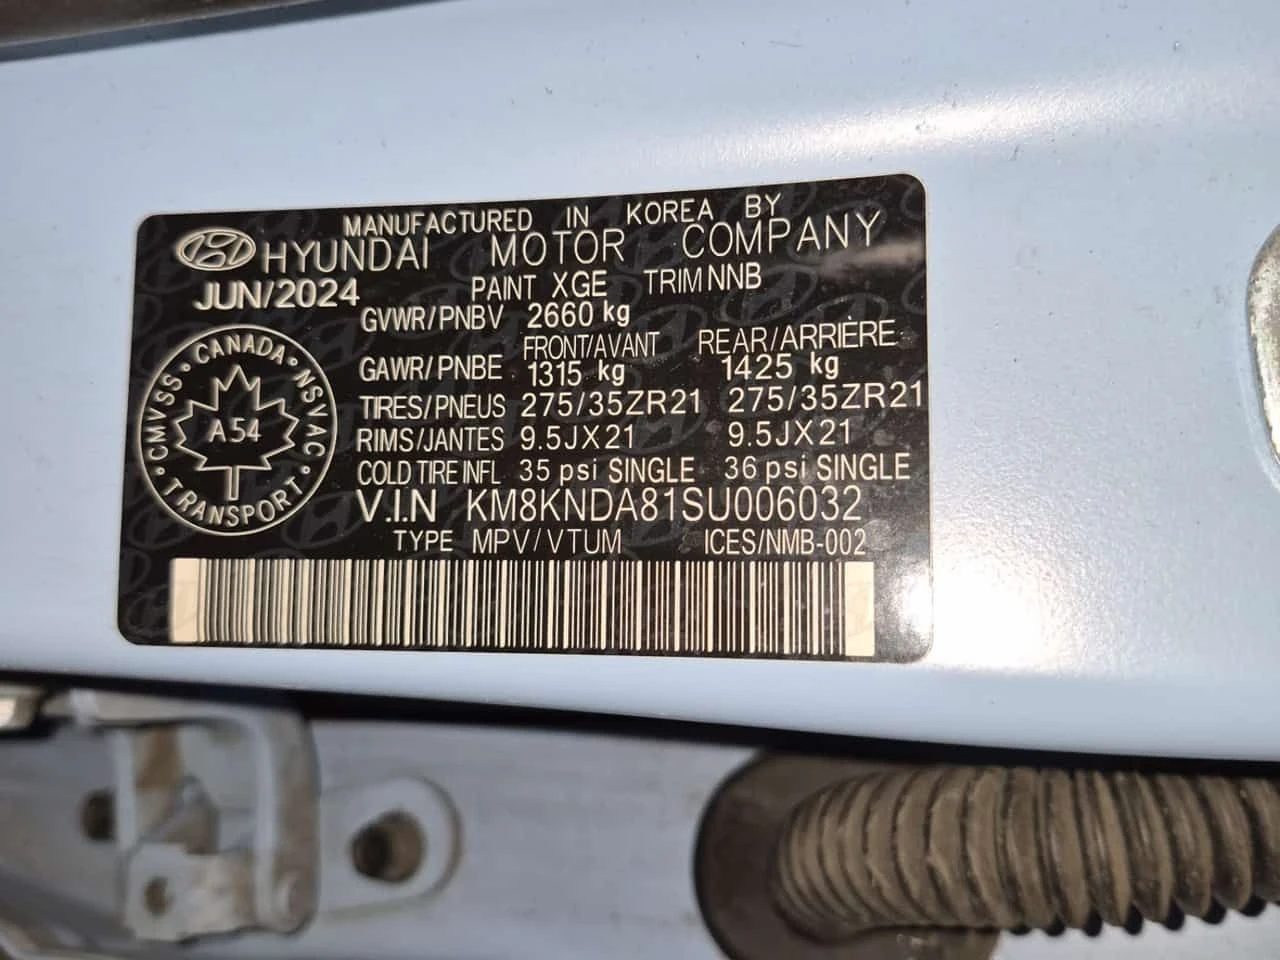 MANUFACTURED IN KOREA BY
HYUNDAI MOTOR COMPANY
JUN/2024 PAINT XGE TRIM NNB
GVWR/PNBV 2660 kg
FRONT/AVANT REAR/ARRIÈRE
GAWR/PNBE 1315 kg 1425 kg
TIRES/PNEUS 275/35ZR21 275/35ZR21
RIMS/JANTES 9.5JX21 9.5JX21
COLD TIRE INFL 35 psi SINGLE 36 psi SINGLE
V.I.N KM8KNDA81SU006032
TYPE MPV/VTUM ICES/NMB-002
CANADA · NSVAC · TRANSPORT · CMVSS
A54